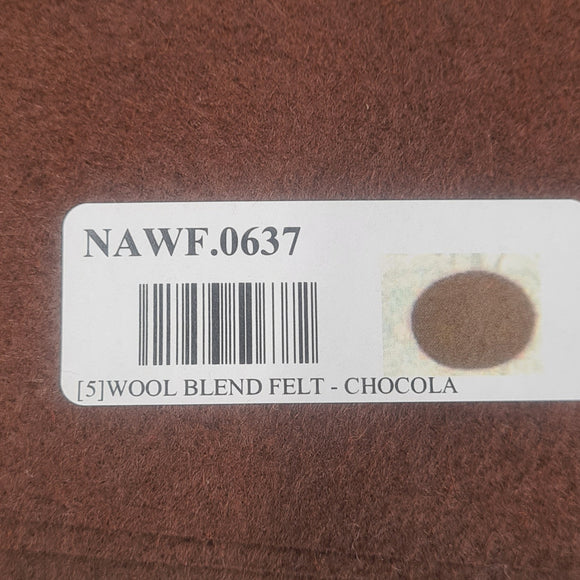 NAWF.0637
[5]WOOL BLEND FELT - CHOCOLA